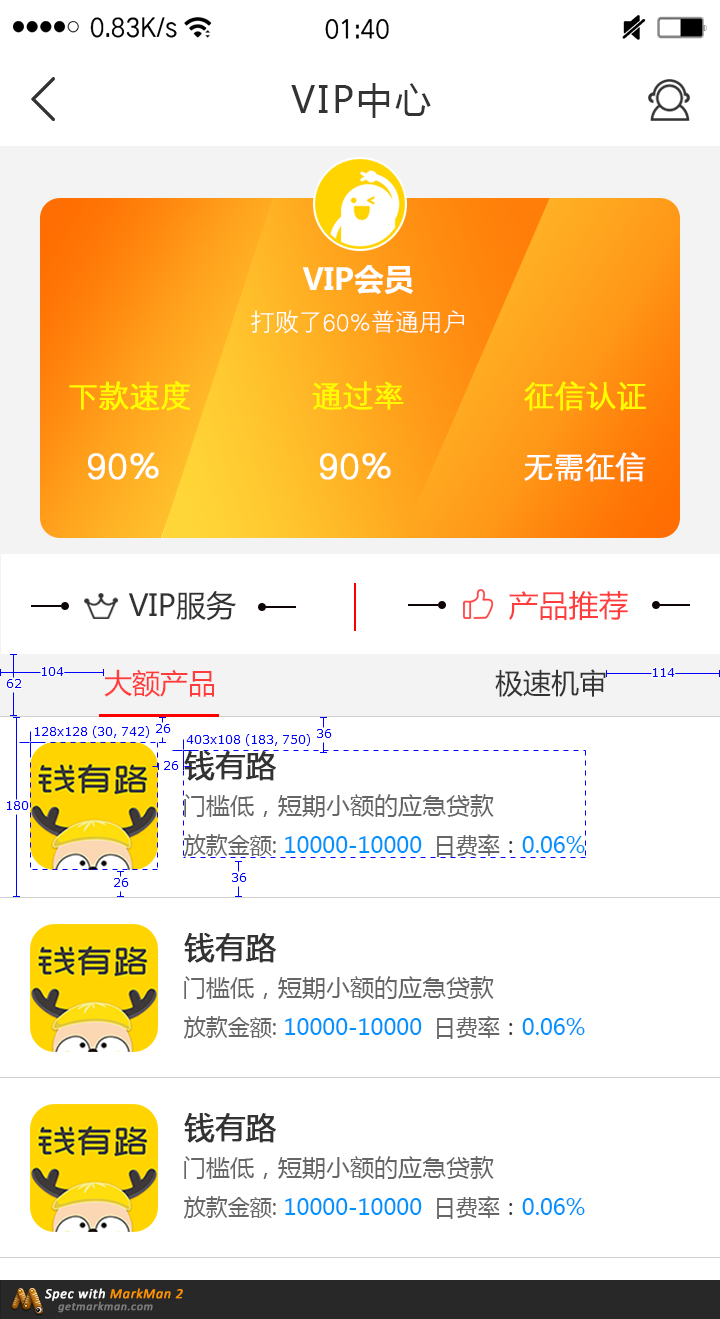 0.83K/s 01:40
VIP中心
VIP会员
打败了60%普通用户
下款速度 通过率 征信认证
90% 90% 无需征信
VIP服务 产品推荐
104 大额产品 极速机审 114
62
128x128 (30, 742) 26 403x108 (183, 750) 36
26
180
钱有路
钱有路
门槛低，短期小额的应急贷款
放款金额: 10000-10000 日费率：0.06%
26 36
钱有路
钱有路
门槛低，短期小额的应急贷款
放款金额: 10000-10000 日费率：0.06%
钱有路
钱有路
门槛低，短期小额的应急贷款
放款金额: 10000-10000 日费率：0.06%
Spec with MarkMan 2
getmarkman.com